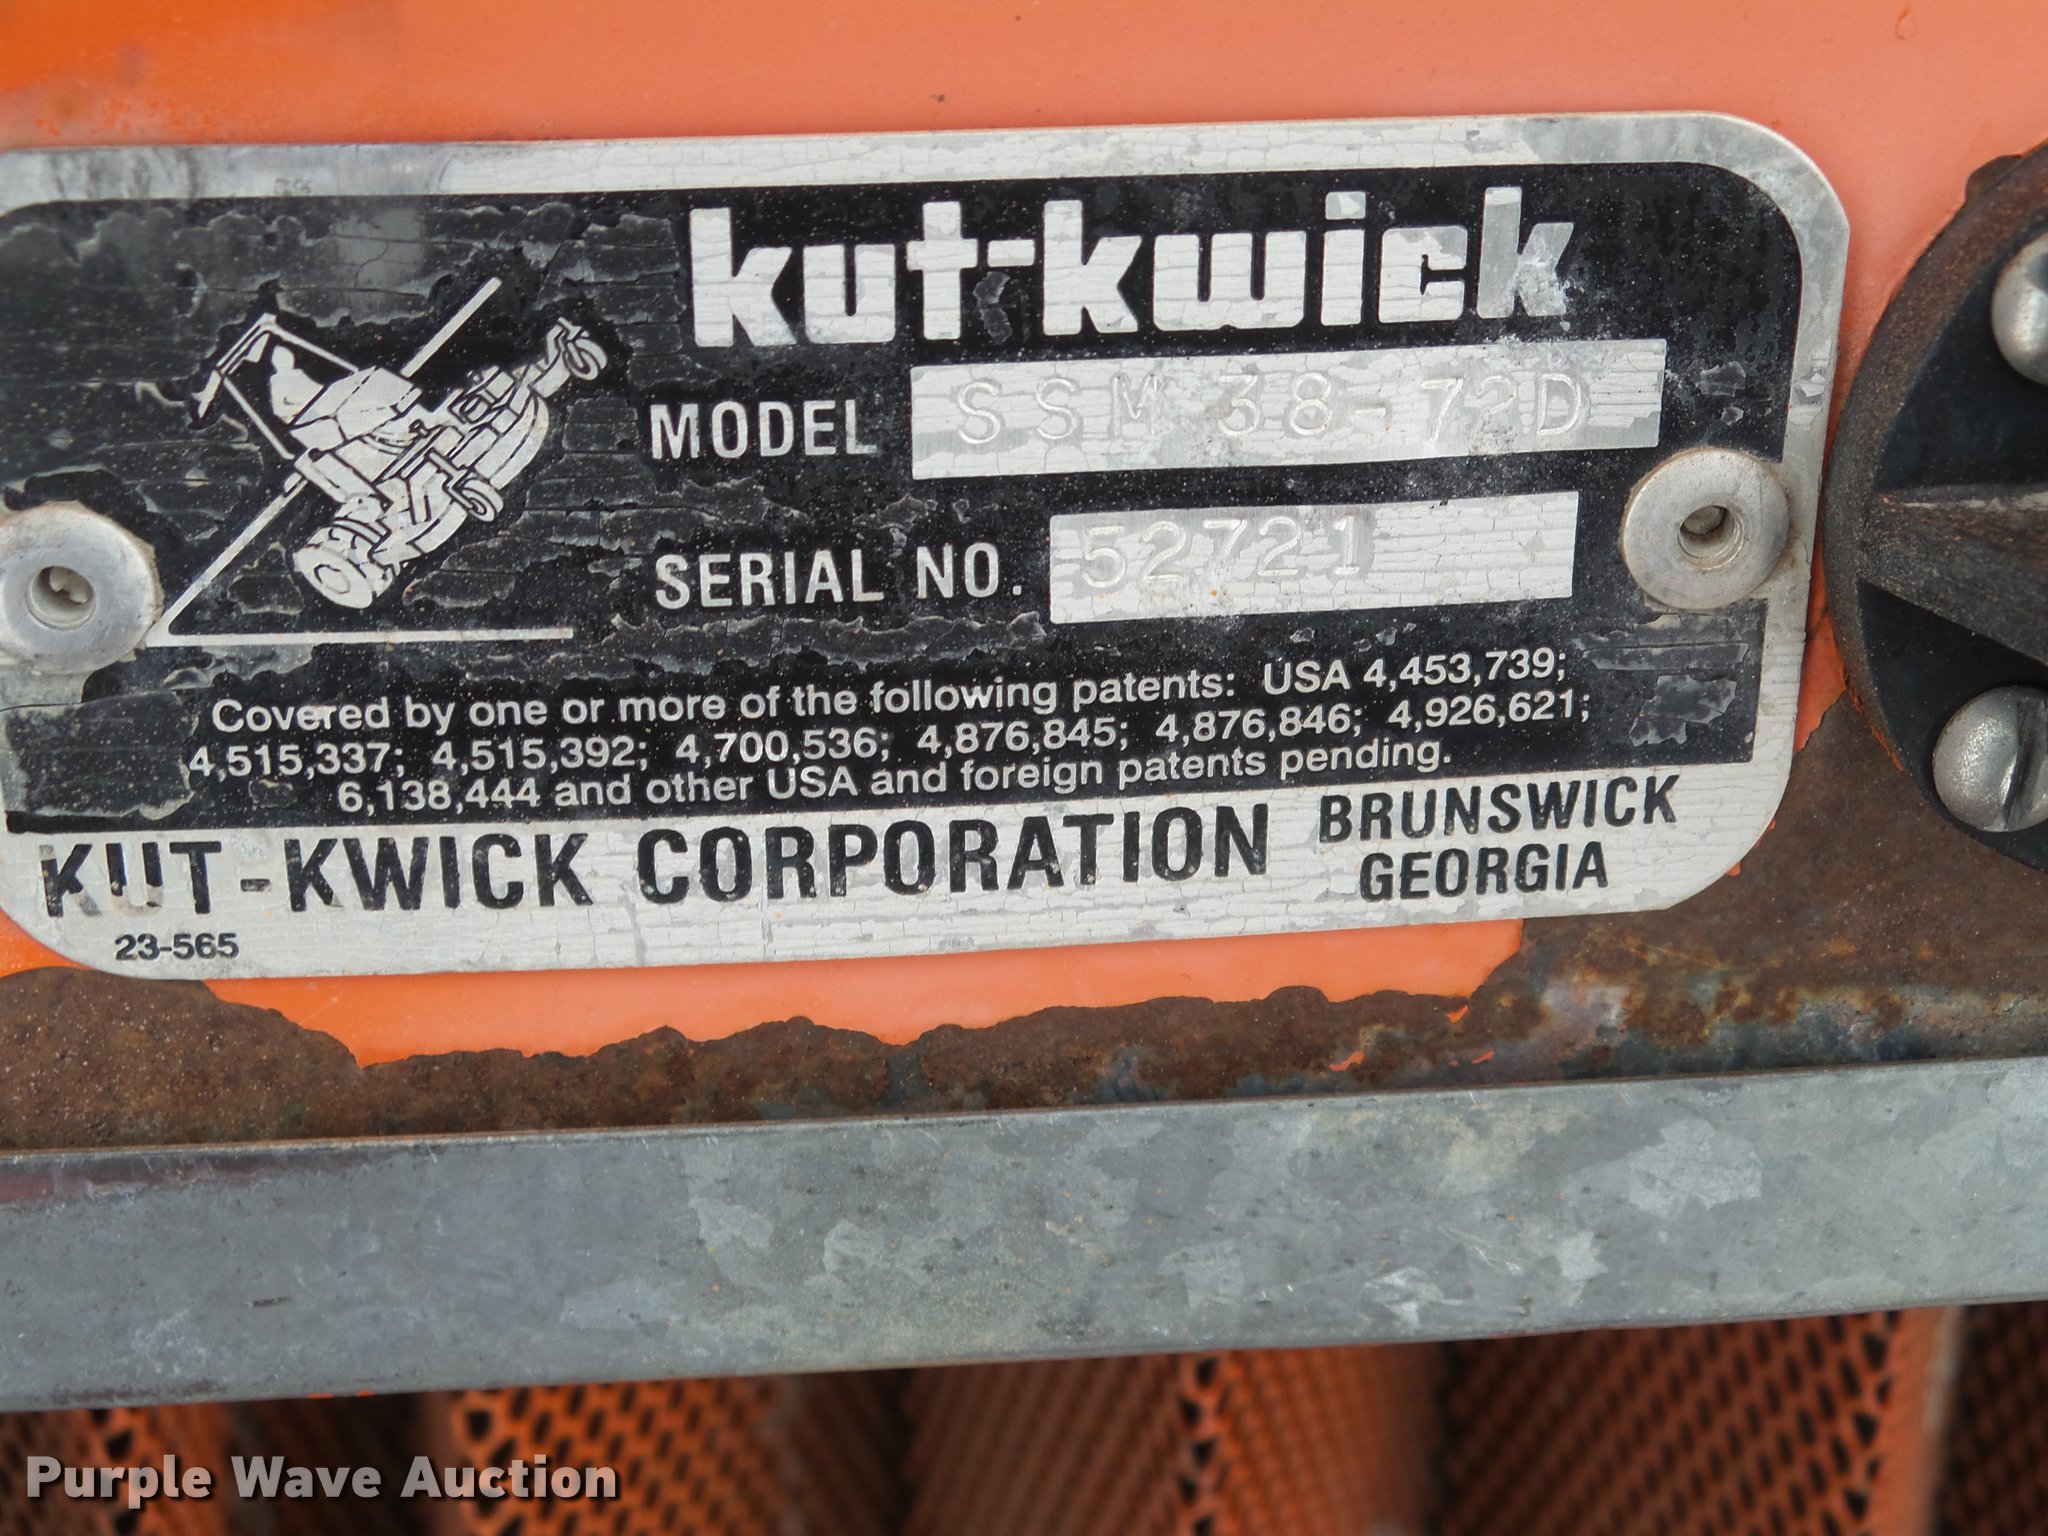 kut-kwick
MODEL SSM 38-72D
SERIAL NO. 52721
Covered by one or more of the following patents: USA 4,453,739;
4,515,337; 4,515,392; 4,700,536; 4,876,845; 4,876,846; 4,926,621;
6,138,444 and other USA and foreign patents pending.
KUT-KWICK CORPORATION BRUNSWICK
GEORGIA
23-565
Purple Wave Auction